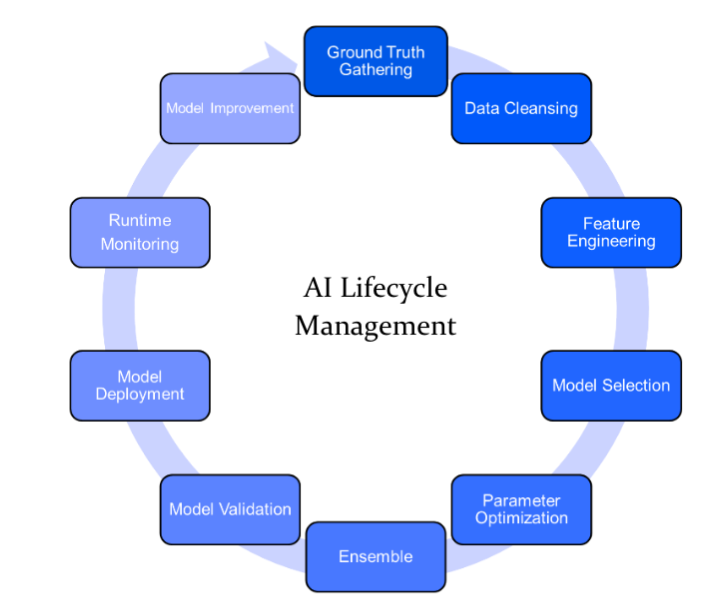 Ground Truth
Gathering
Data Cleansing
Feature
Engineering
Model Selection
Parameter
Optimization
Ensemble
Model Validation
Model
Deployment
Runtime
Monitoring
Model Improvement
AI Lifecycle
Management